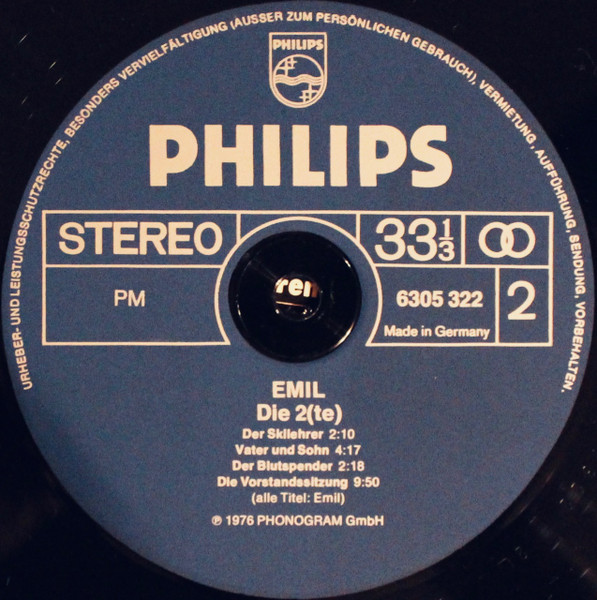 URHEBER- UND LEISTUNGSSCHUTZRECHTE, BESONDERS VERVIELFÄLTIGUNG (AUSSER ZUM PERSÖNLICHEN GEBRAUCH), VERMIETUNG, AUFFÜHRUNG, SENDUNG, VORBEHALTEN.
PHILIPS
PHILIPS
STEREO 33 1/3
PM 6305 322 2
Made in Germany
EMIL
Die 2(te)
Der Skilehrer 2:10
Vater und Sohn 4:17
Der Blutspender 2:18
Die Vorstandssitzung 9:50
(alle Titel: Emil)
℗ 1976 PHONOGRAM GmbH